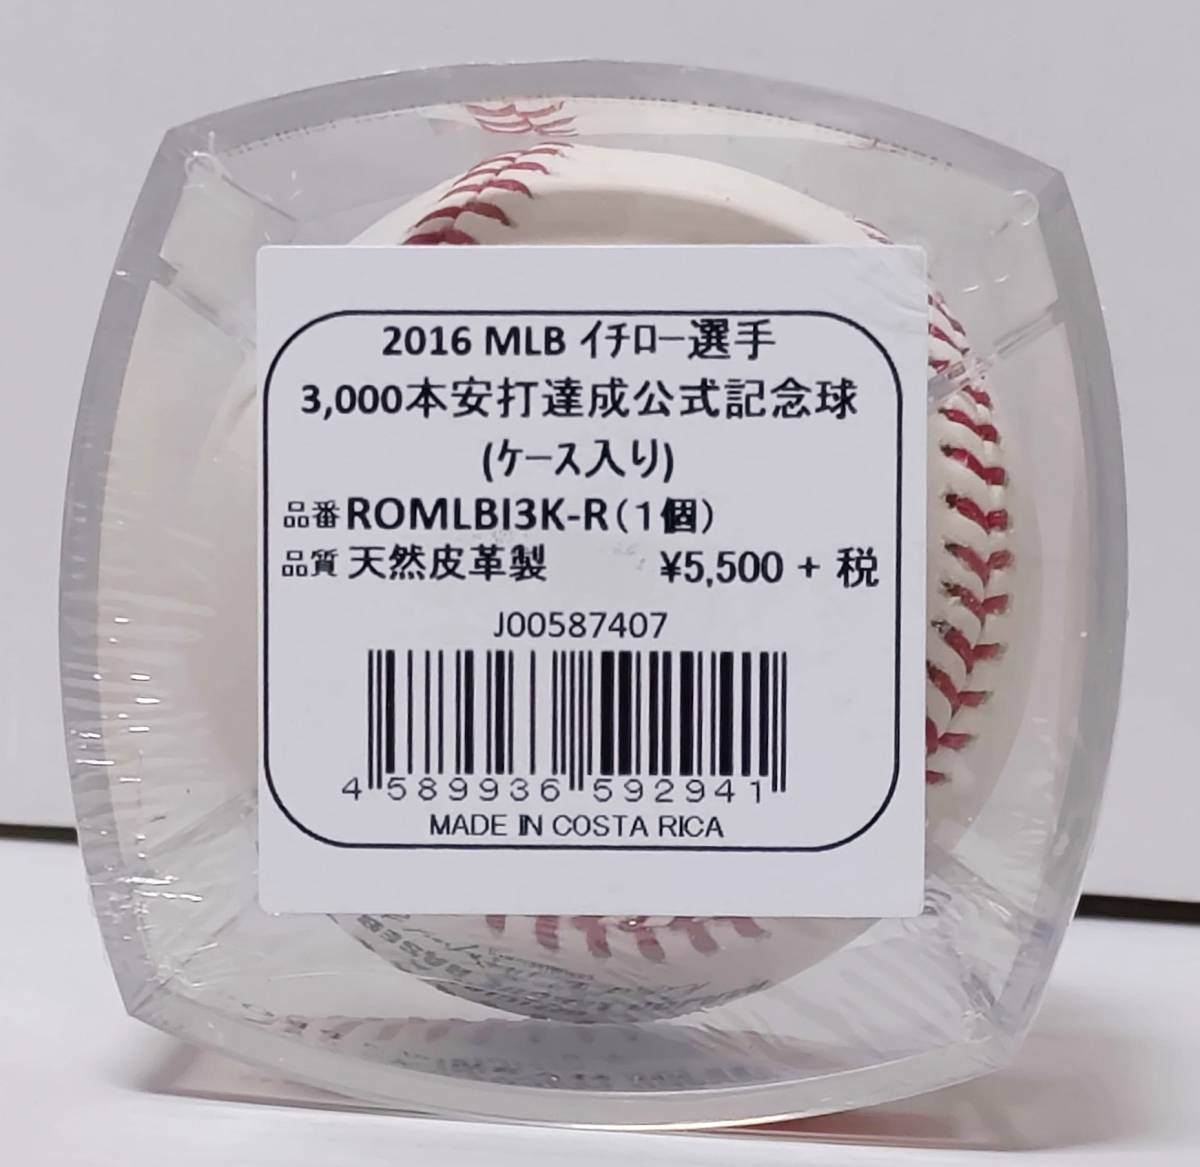 2016 MLB イチロー選手
3,000本安打達成公式記念球
(ケース入り)
品番 ROMLBI3K-R(1個)
品質 天然皮革製 ¥5,500 + 税
J00587407
4 589936 592941
MADE IN COSTA RICA